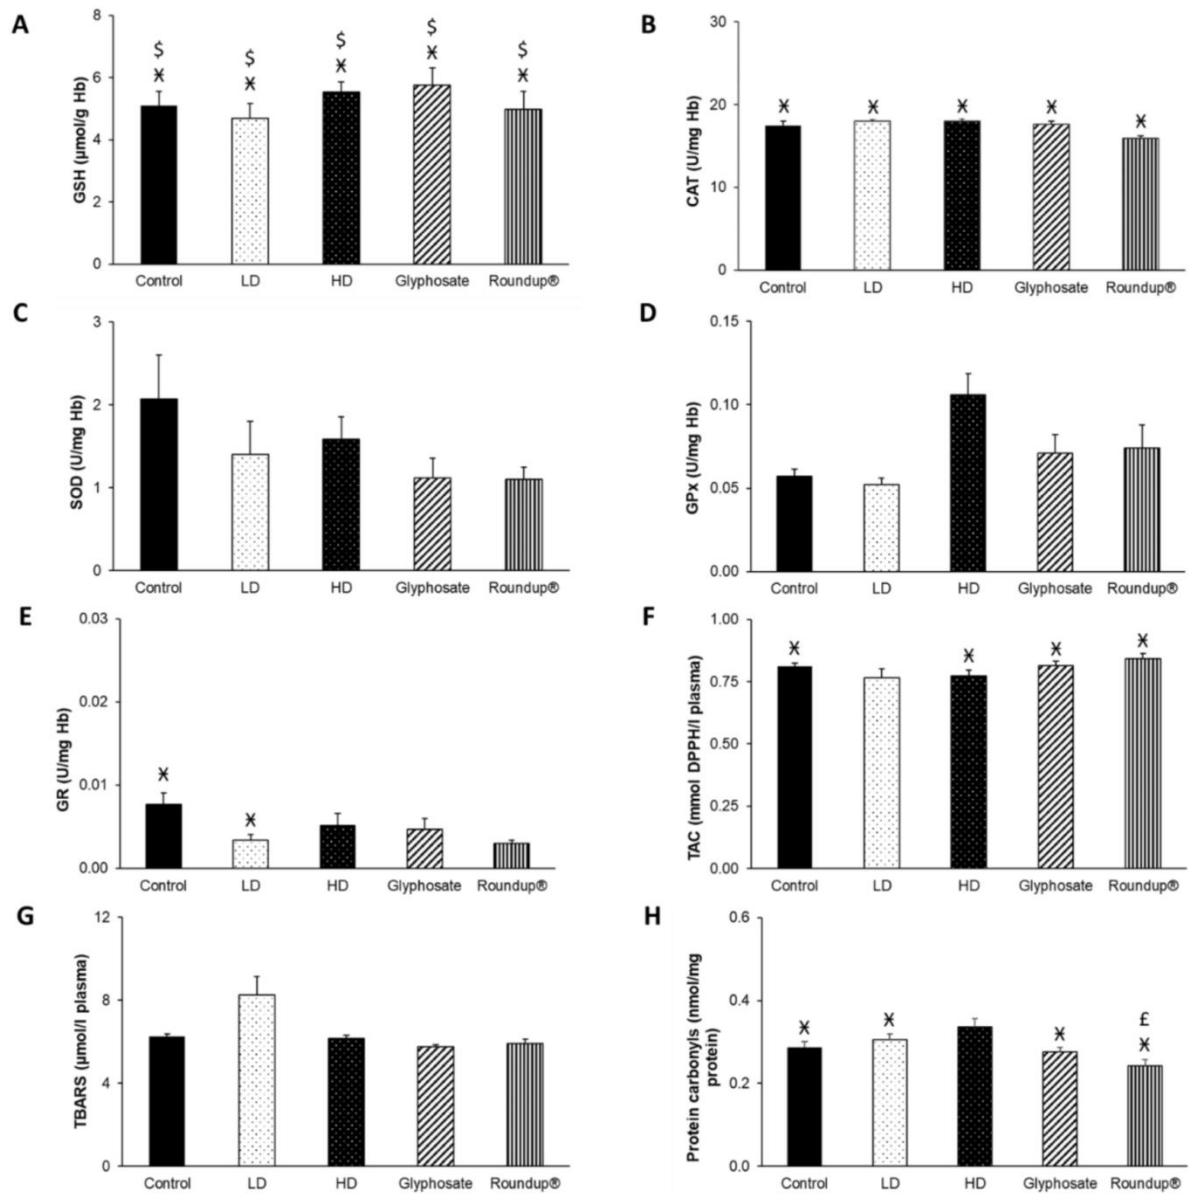 A
GSH (μmol/g Hb)
8
6
4
2
0
$ $ $ $ $
ӿ ӿ ӿ ӿ ӿ
Control LD HD Glyphosate Roundup®
B
CAT (U/mg Hb)
30
20
10
0
ӿ ӿ ӿ ӿ ӿ
Control LD HD Glyphosate Roundup®
C
SOD (U/mg Hb)
3
2
1
0
Control LD HD Glyphosate Roundup®
D
GPx (U/mg Hb)
0.15
0.10
0.05
0.00
Control LD HD Glyphosate Roundup®
E
GR (U/mg Hb)
0.03
0.02
0.01
0.00
ӿ ӿ
Control LD HD Glyphosate Roundup®
F
TAC (mmol DPPH/l plasma)
1.00
0.75
0.50
0.25
0.00
ӿ ӿ ӿ ӿ
Control LD HD Glyphosate Roundup®
G
TBARS (μmol/l plasma)
12
8
4
0
Control LD HD Glyphosate Roundup®
H
Protein carbonyls (nmol/mg
protein)
0.6
0.4
0.2
0.0
£
ӿ ӿ ӿ ӿ
Control LD HD Glyphosate Roundup®